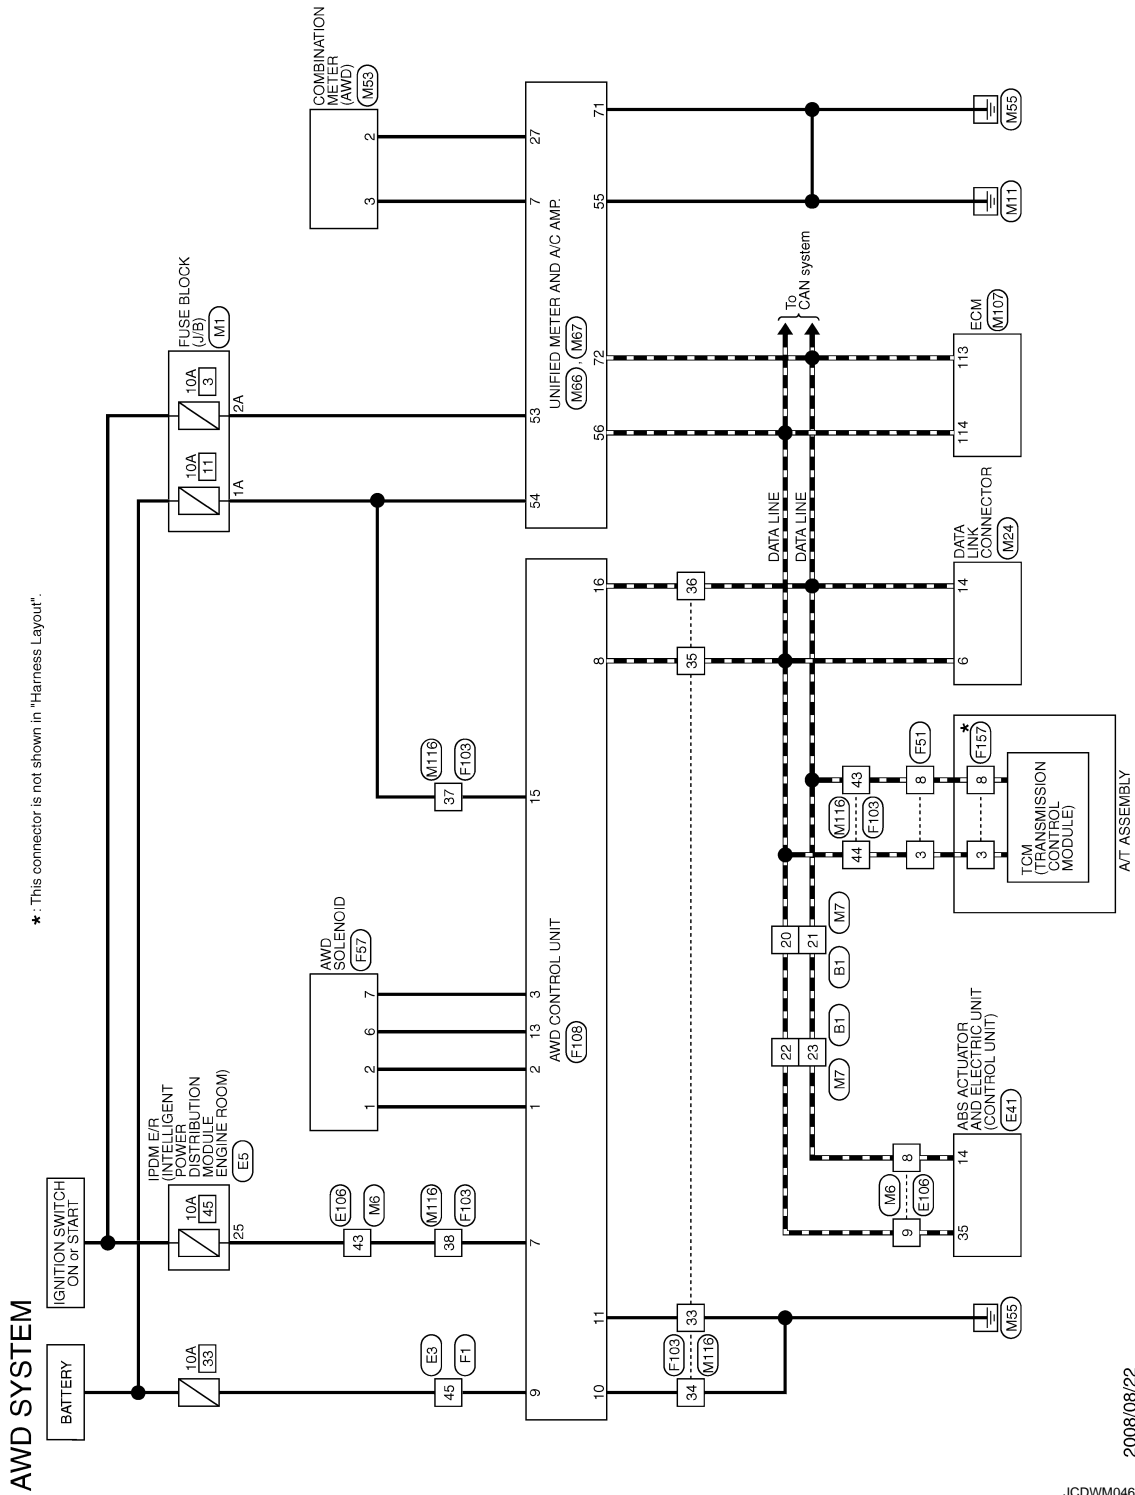 AWD SYSTEM
* : This connector is not shown in "Harness Layout".
BATTERY
IGNITION SWITCH
ON or START
10A
33
IPDM E/R
(INTELLIGENT
POWER
DISTRIBUTION
MODULE
ENGINE ROOM)
E5
10A
45
25
FUSE BLOCK
(J/B)
M1
10A
11
1A
10A
3
2A
E3
45
F1
E106
43
M6
M116
38
F103
AWD
SOLENOID
F57
1
2
6
7
M116
37
F103
COMBINATION
METER
(AWD)
M53
3
2
9
7
1
2
13
3
15
AWD CONTROL UNIT
F108
10
11
8
16
54
53
7
27
UNIFIED METER AND A/C AMP.
M66 , M67
56
72
55
71
34
F103
M116
33
35
36
DATA LINE
DATA LINE
To
CAN system
22
23
M7
B1
20
21
B1
M7
44
M116
F103
43
3
8
F51
3
8
*
F157
TCM
(TRANSMISSION
CONTROL
MODULE)
A/T ASSEMBLY
9
M6
E106
8
35
14
ABS ACTUATOR
AND ELECTRIC UNIT
(CONTROL UNIT)
E41
6
14
DATA
LINK
CONNECTOR
M24
114
113
ECM
M107
M55
M11
M55
2008/08/22
JCDWM046